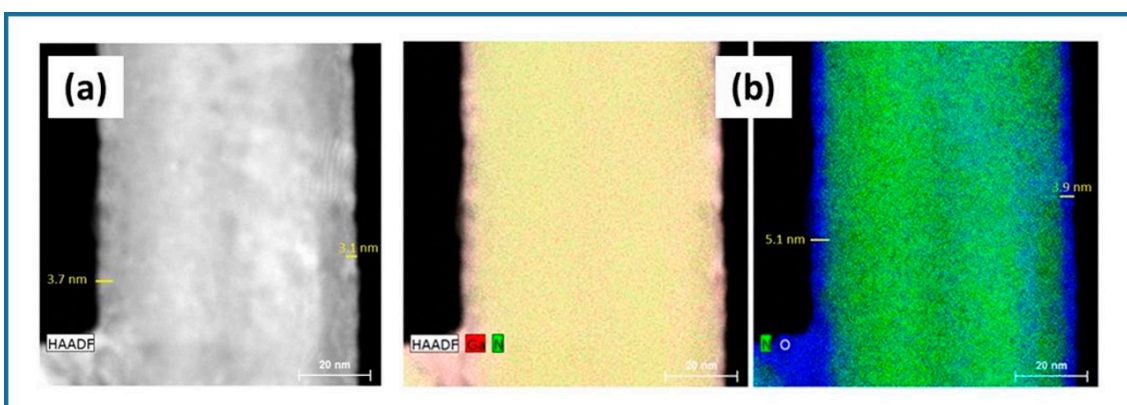 (a)
3.7 nm
3.1 nm
HAADF
20 nm
HAADF Ga N
20 nm
(b)
5.1 nm
3.9 nm
N O
20 nm